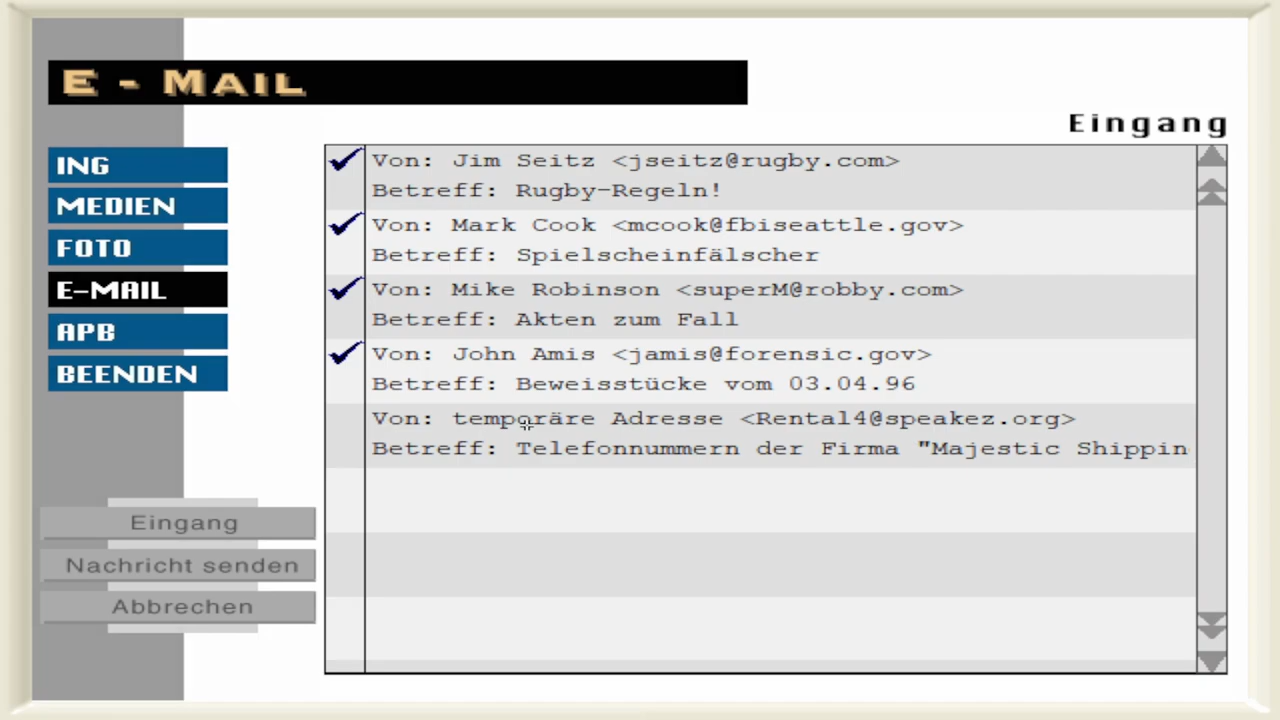 E - MAIL
Eingang
ING
MEDIEN
FOTO
E-MAIL
APB
BEENDEN
Von: Jim Seitz <jseitz@rugby.com>
Betreff: Rugby-Regeln!
Von: Mark Cook <mcook@fbiseattle.gov>
Betreff: Spielscheinfälscher
Von: Mike Robinson <superM@robby.com>
Betreff: Akten zum Fall
Von: John Amis <jamis@forensic.gov>
Betreff: Beweisstücke vom 03.04.96
Von: temporäre Adresse <Rental4@speakez.org>
Betreff: Telefonnummern der Firma "Majestic Shippin
Eingang
Nachricht senden
Abbrechen